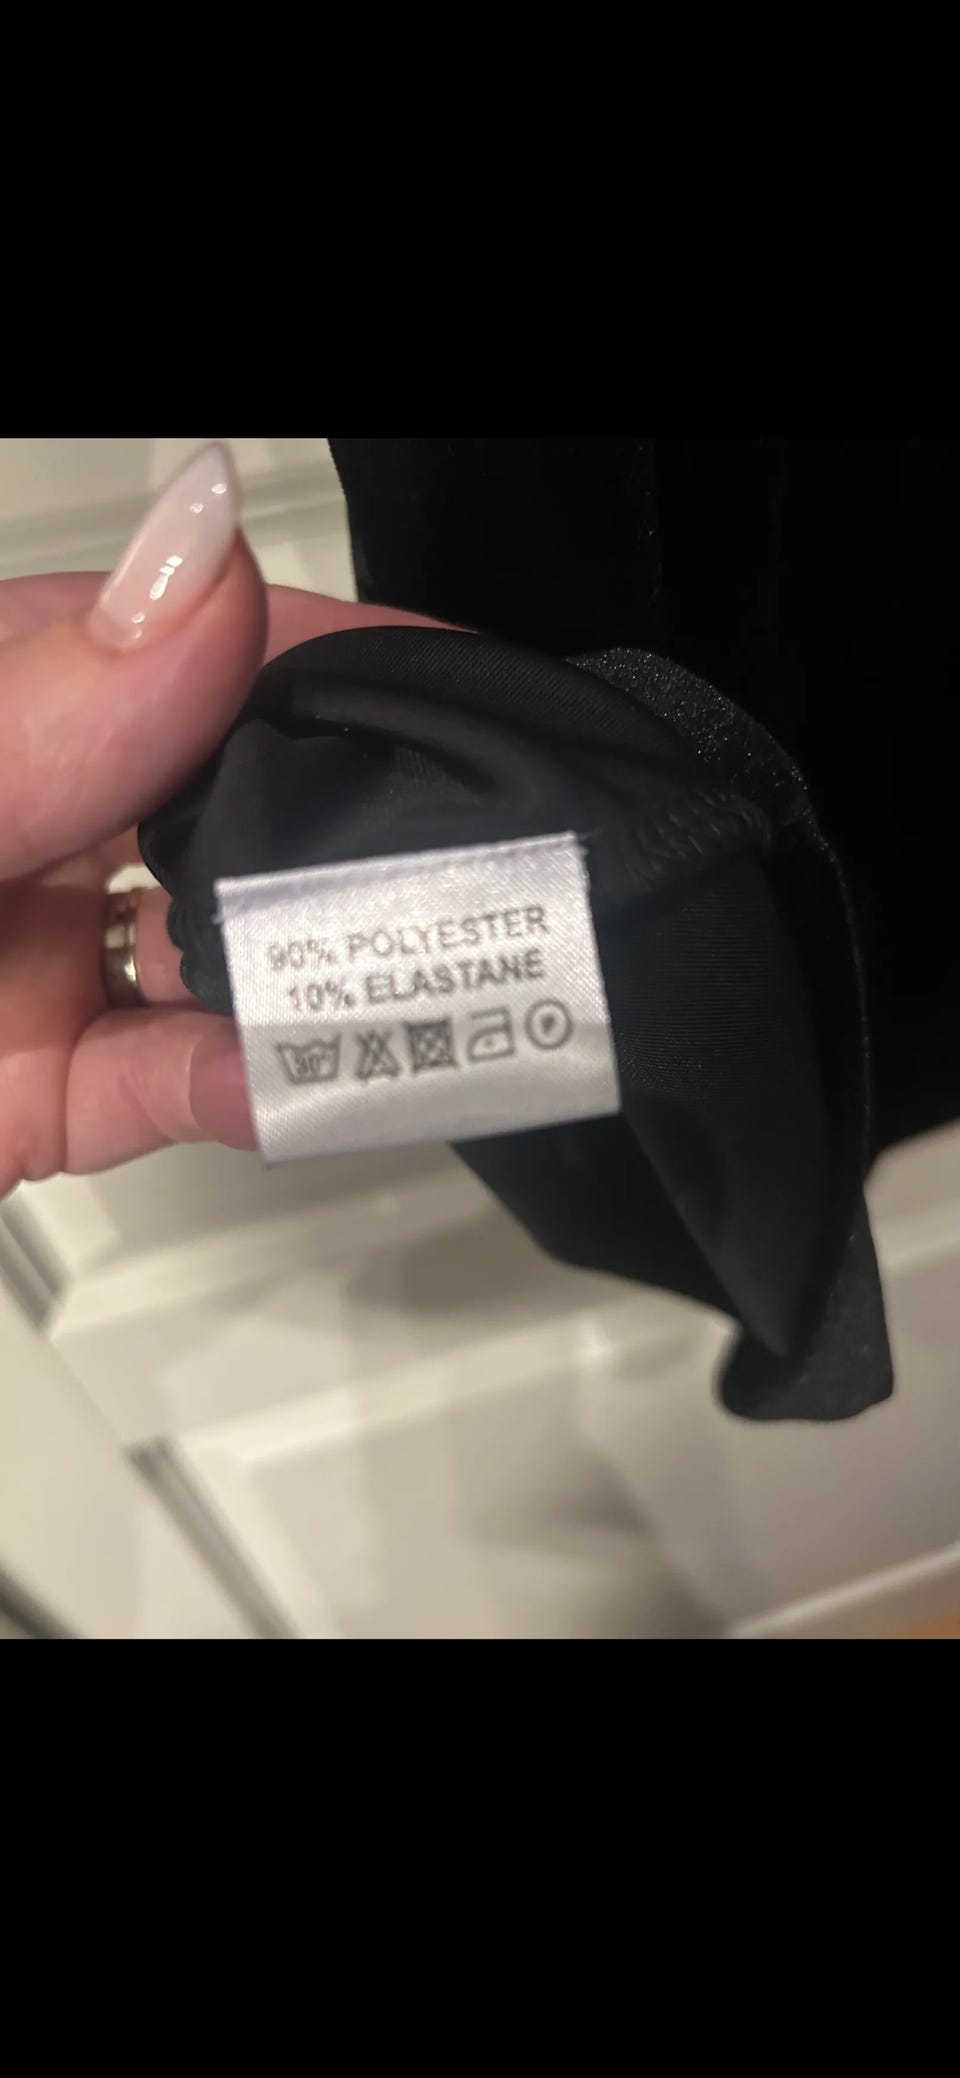 90% POLYESTER
10% ELASTANE
30°
P